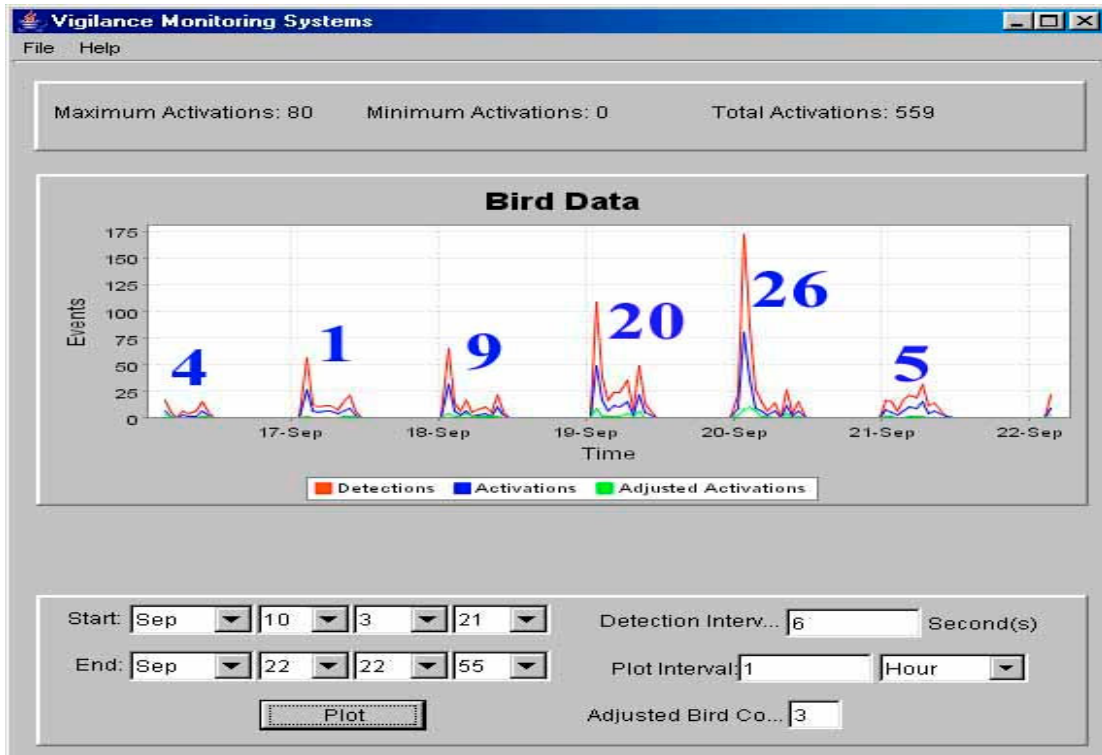 Vigilance Monitoring Systems
File Help
Maximum Activations: 80 Minimum Activations: 0 Total Activations: 559
Bird Data
Events
175
150
125
100
75
50
25
0
4
1
9
20
26
5
17-Sep 18-Sep 19-Sep 20-Sep 21-Sep 22-Sep
Time
Detections Activations Adjusted Activations
Start: Sep 10 3 21 Detection Interv... 6 Second(s)
End: Sep 22 22 55 Plot Interval: 1 Hour
Plot Adjusted Bird Co... 3